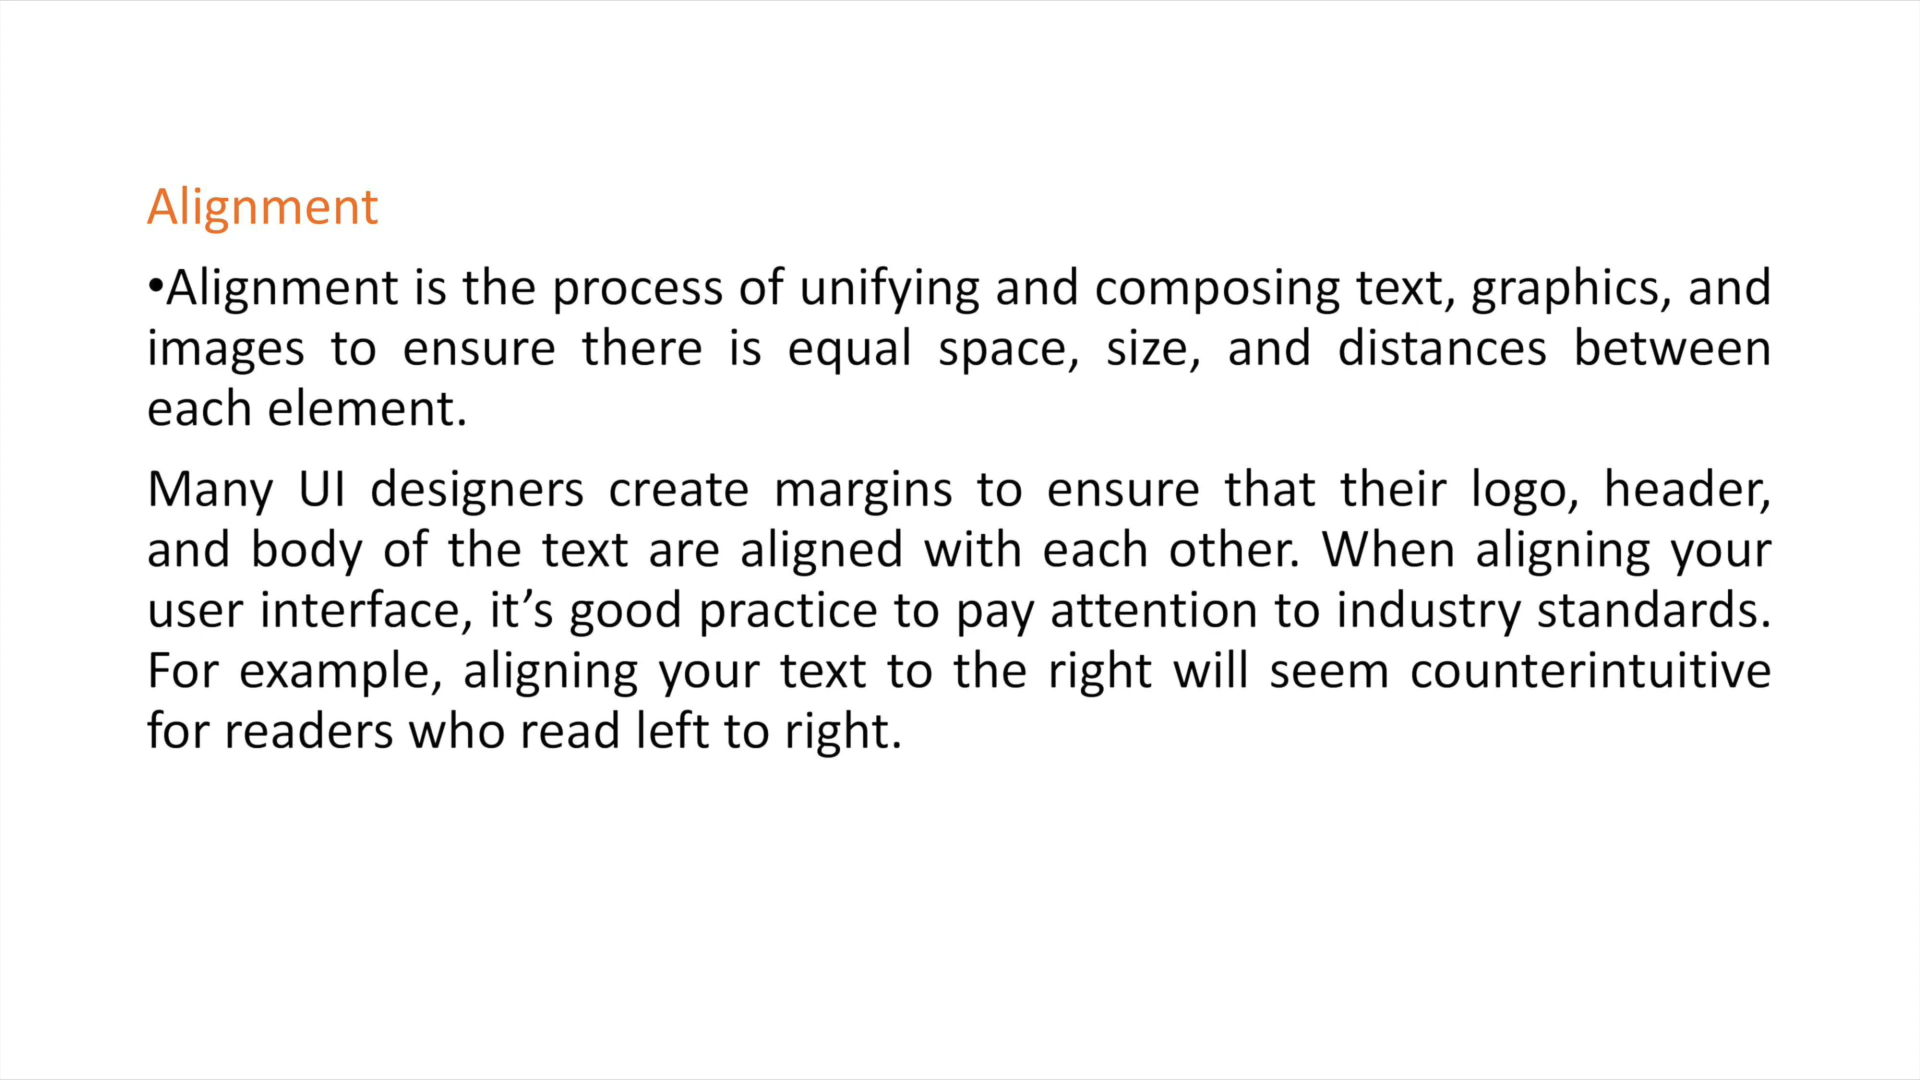 Alignment
•Alignment is the process of unifying and composing text, graphics, and
images to ensure there is equal space, size, and distances between
each element.
Many UI designers create margins to ensure that their logo, header,
and body of the text are aligned with each other. When aligning your
user interface, it’s good practice to pay attention to industry standards.
For example, aligning your text to the right will seem counterintuitive
for readers who read left to right.